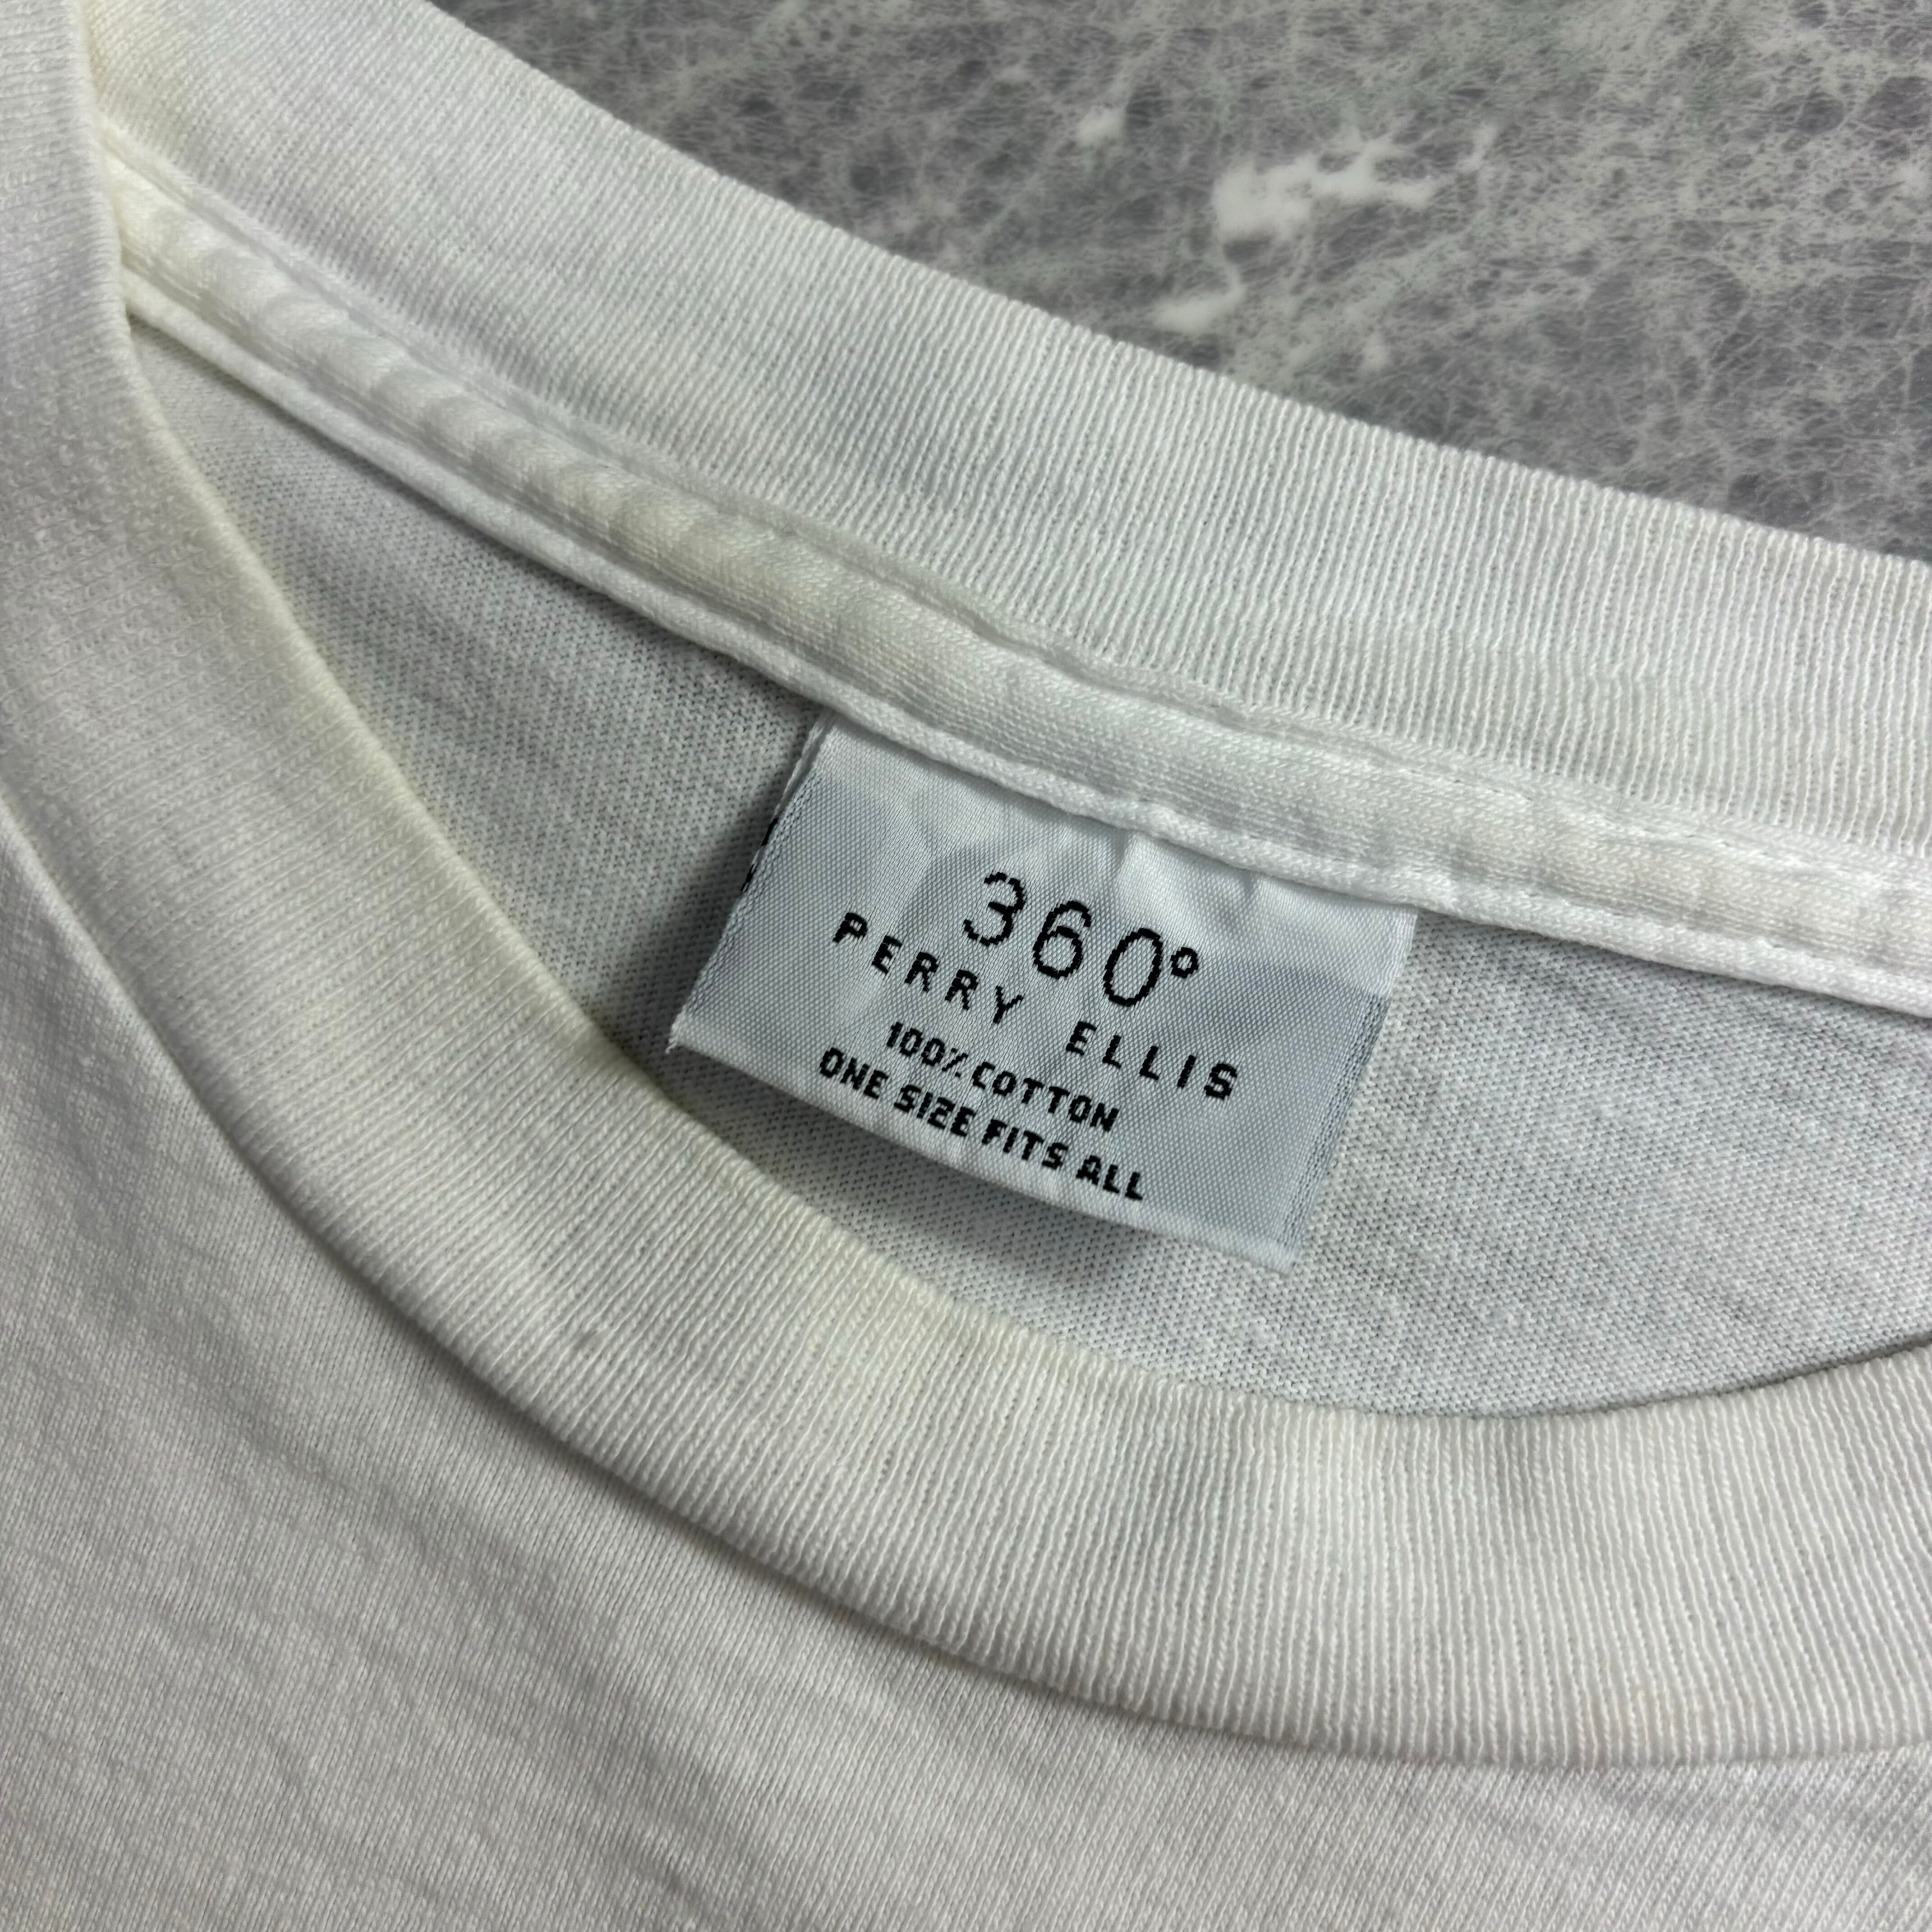 360°
PERRY ELLIS
100% COTTON
ONE SIZE FITS ALL